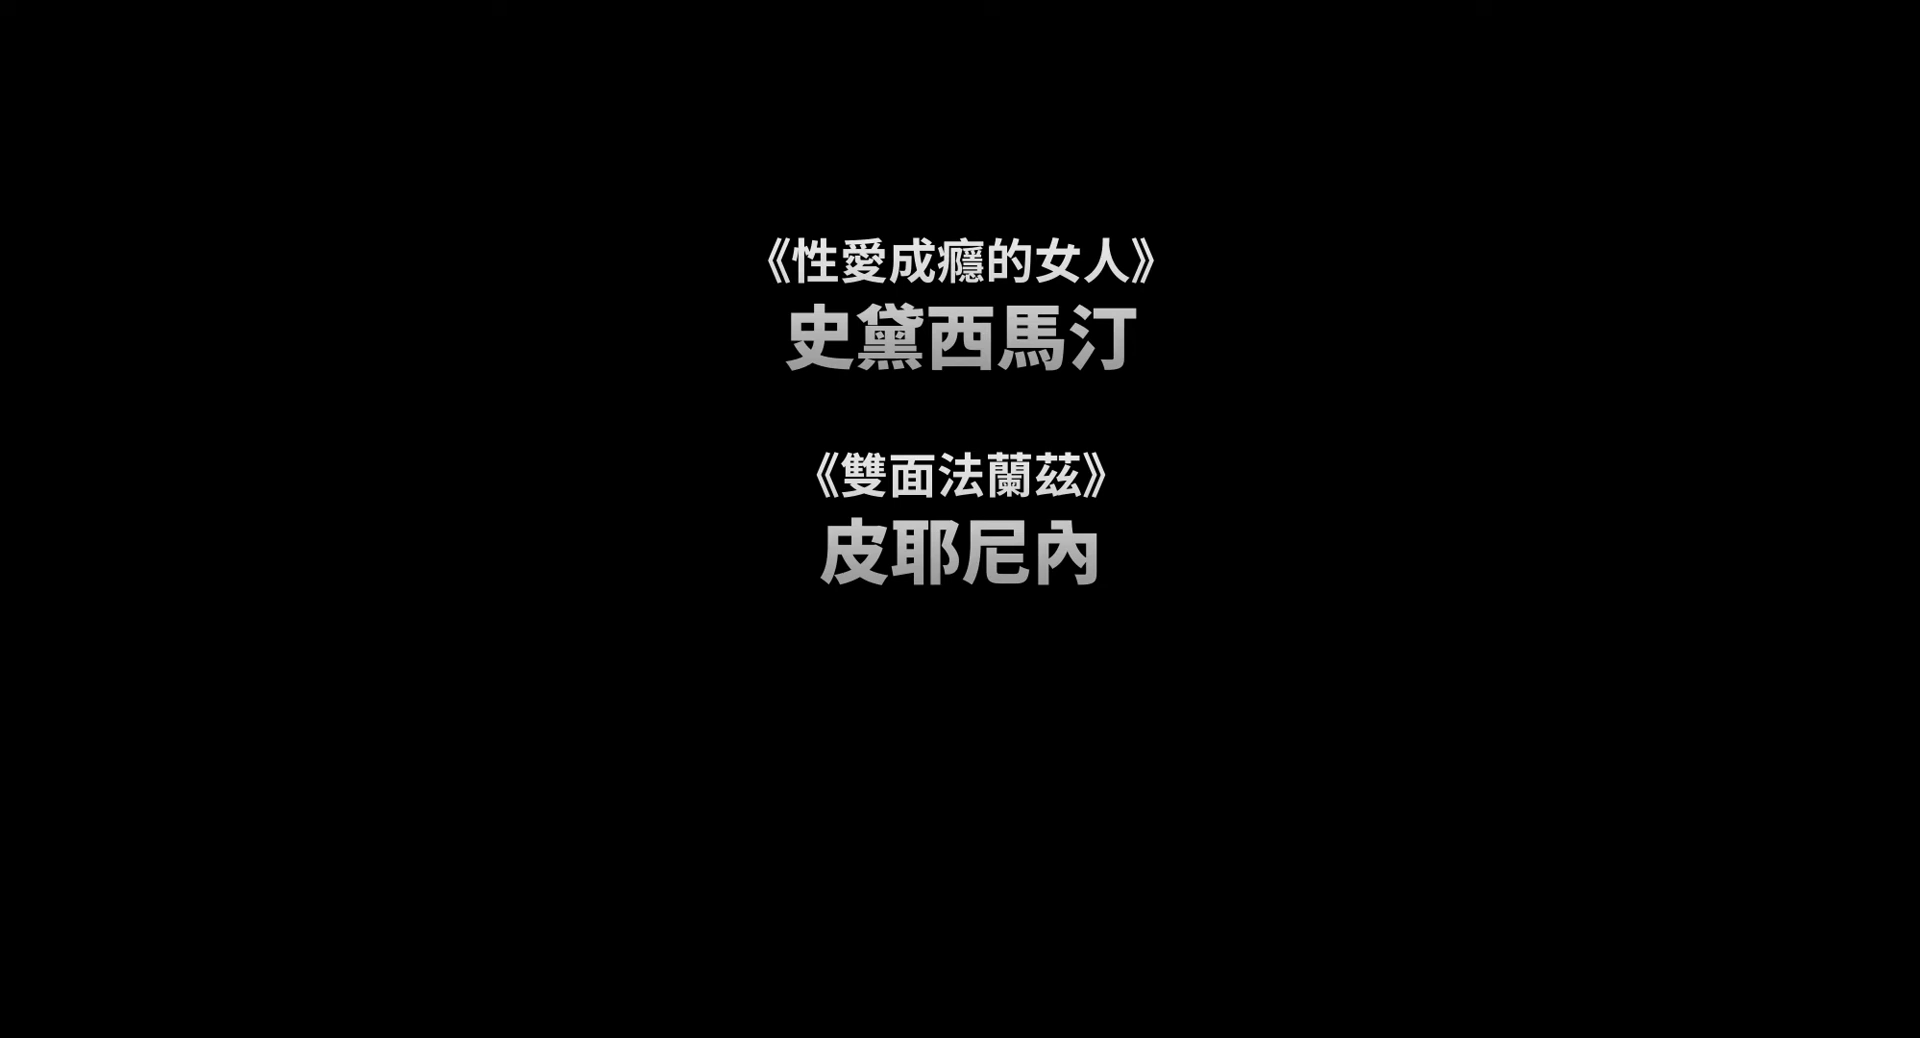 《性愛成癮的女人》
史黛西馬汀
《雙面法蘭茲》
皮耶尼內